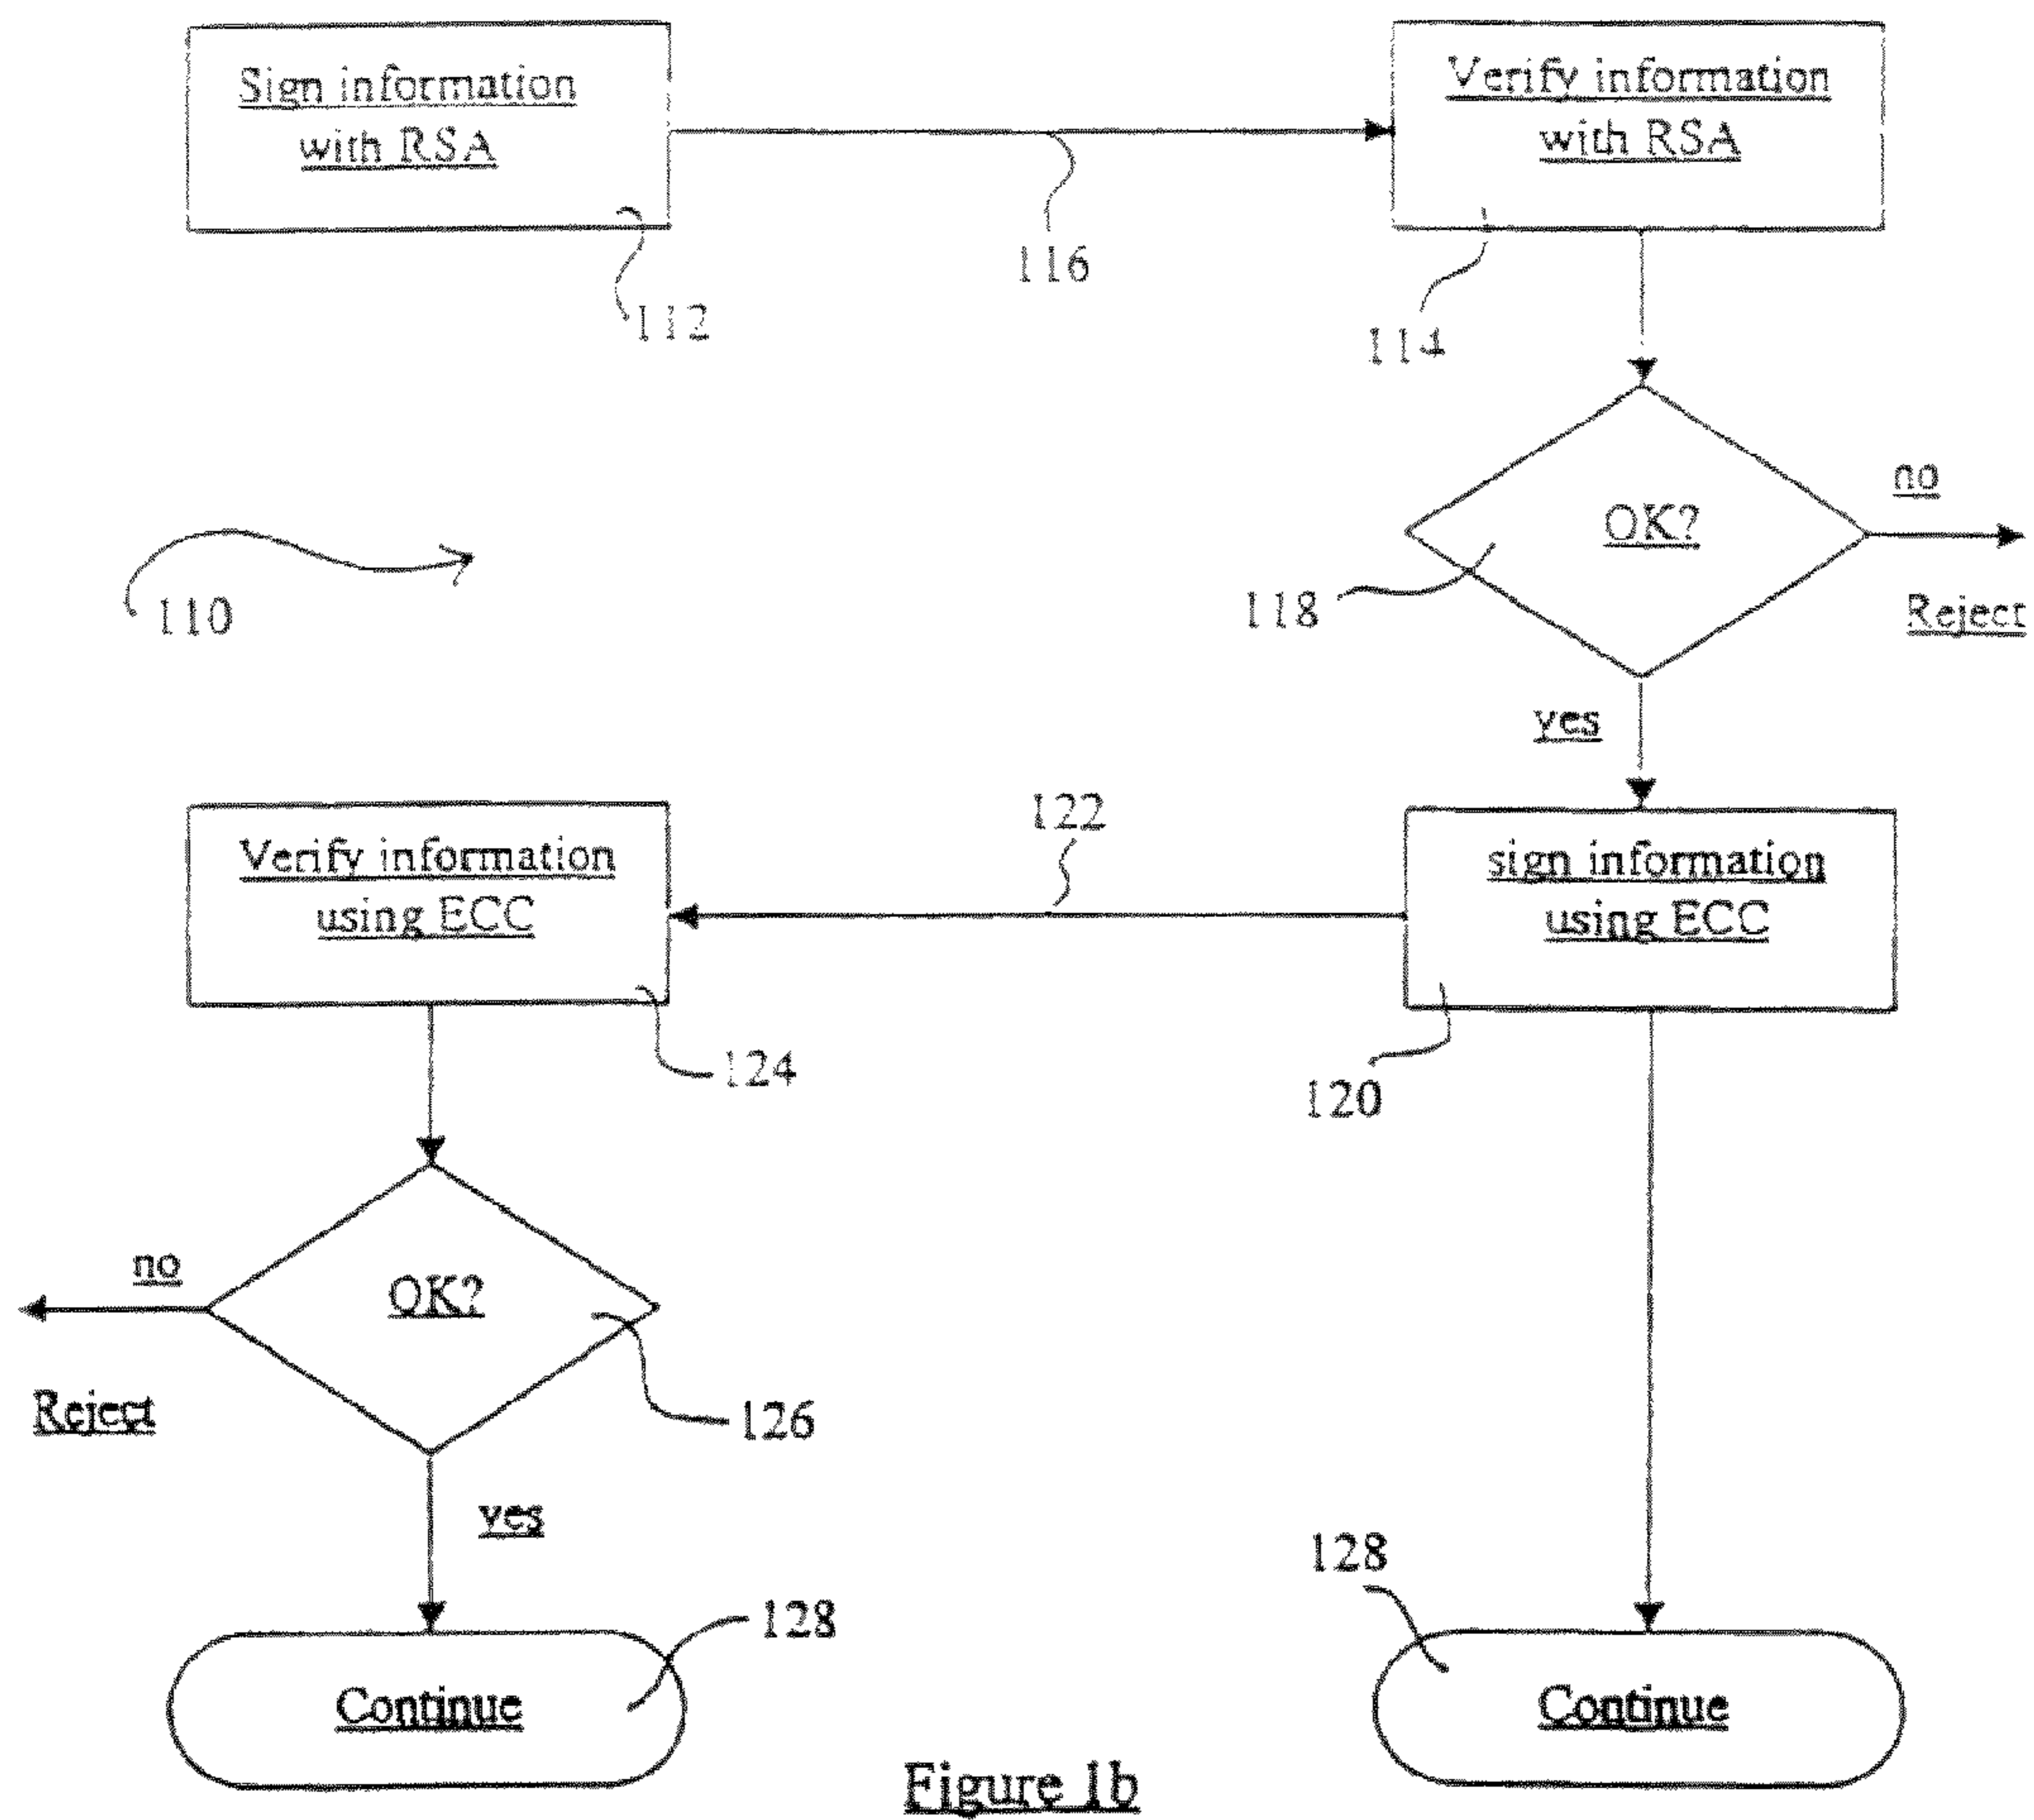 Sign information
with RSA
Verify information
with RSA
116
112
114
no
OK?
118
110
Reject
yes
122
Verify information
using ECC
sign information
using ECC
124
120
no
OK?
Reject
126
yes
128
128
Continue
Continue
Figure 1b